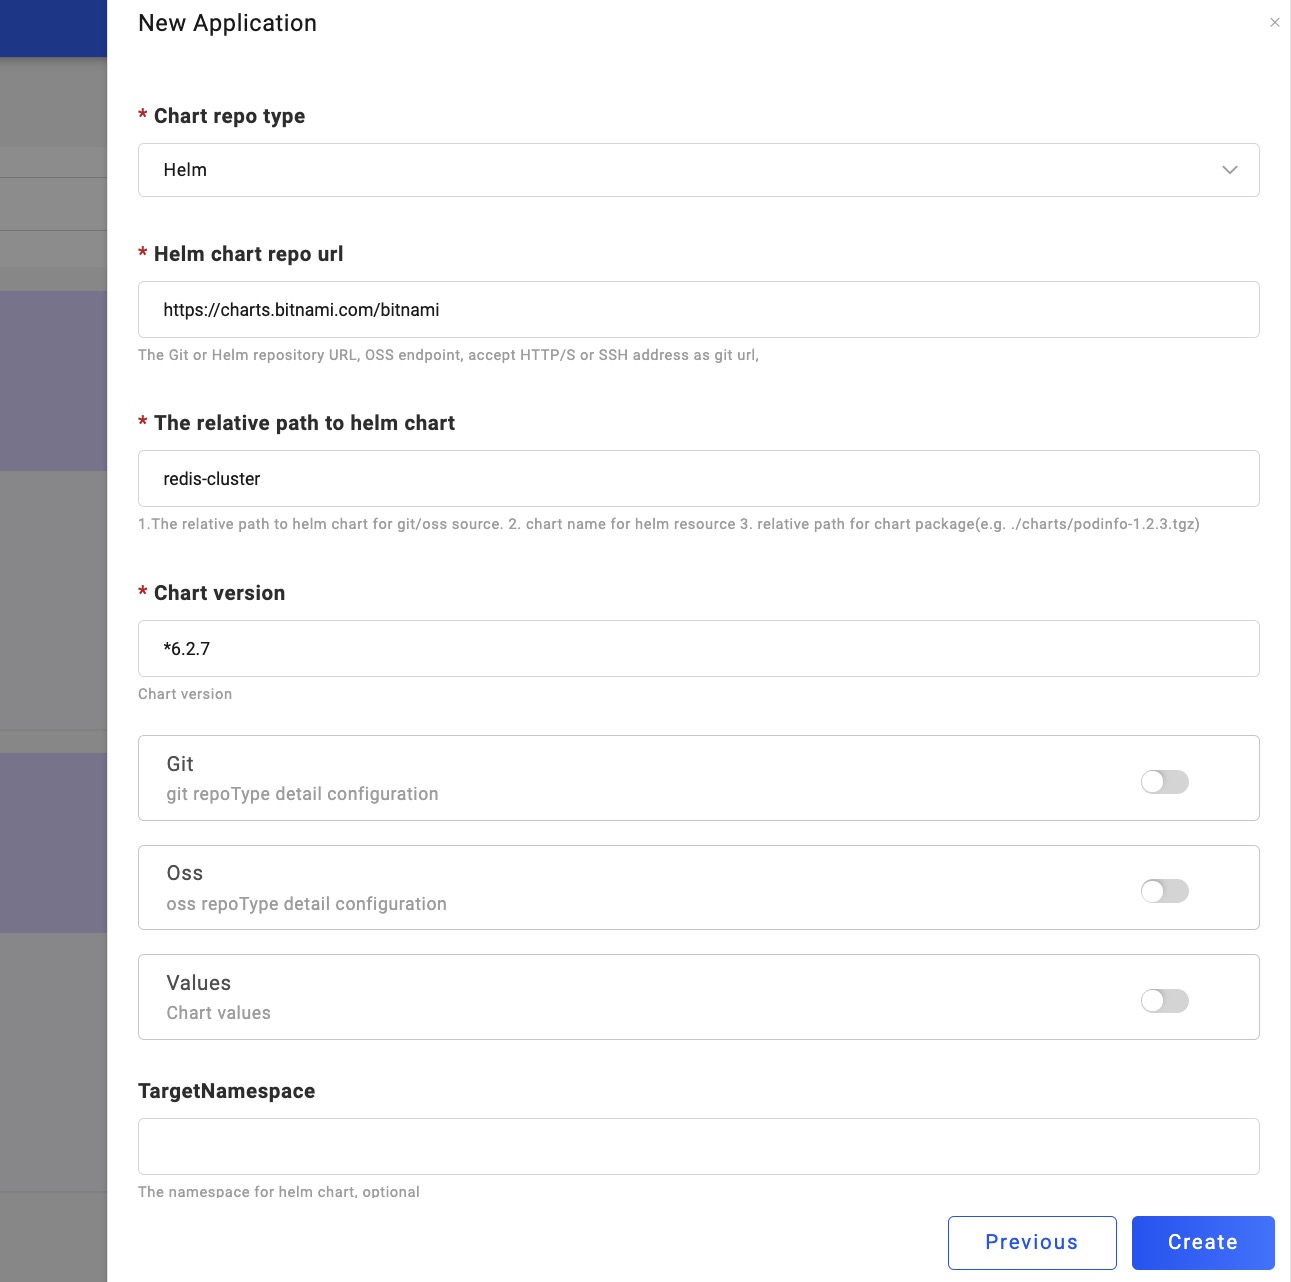 New Application
×
* Chart repo type
Helm
* Helm chart repo url
https://charts.bitnami.com/bitnami
The Git or Helm repository URL, OSS endpoint, accept HTTP/S or SSH address as git url,
* The relative path to helm chart
redis-cluster
1.The relative path to helm chart for git/oss source. 2. chart name for helm resource 3. relative path for chart package(e.g. ./charts/podinfo-1.2.3.tgz)
* Chart version
*6.2.7
Chart version
Git
git repoType detail configuration
Oss
oss repoType detail configuration
Values
Chart values
TargetNamespace
The namespace for helm chart, optional
Previous
Create